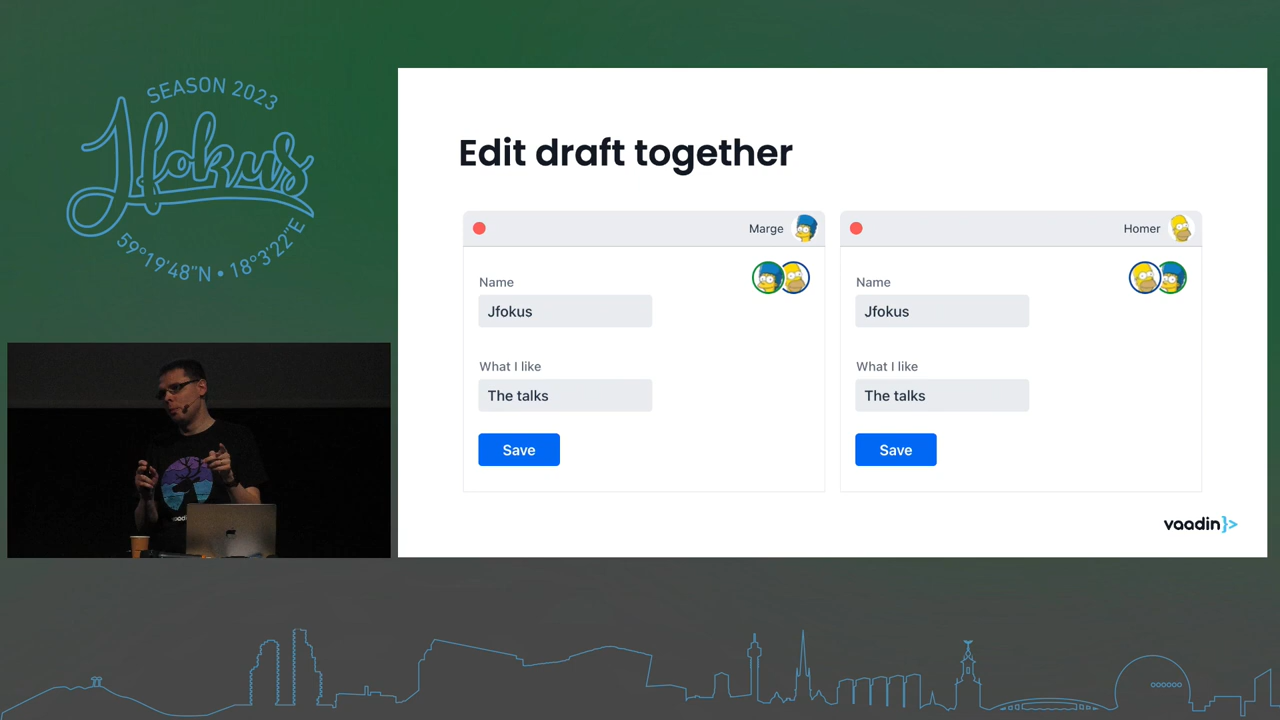 SEASON 2023
Jfokus
59°19'48"N • 18°3'22"E
Edit draft together
Marge
Name
Jfokus
What I like
The talks
Save
Homer
Name
Jfokus
What I like
The talks
Save
vaadin}>
vaadin